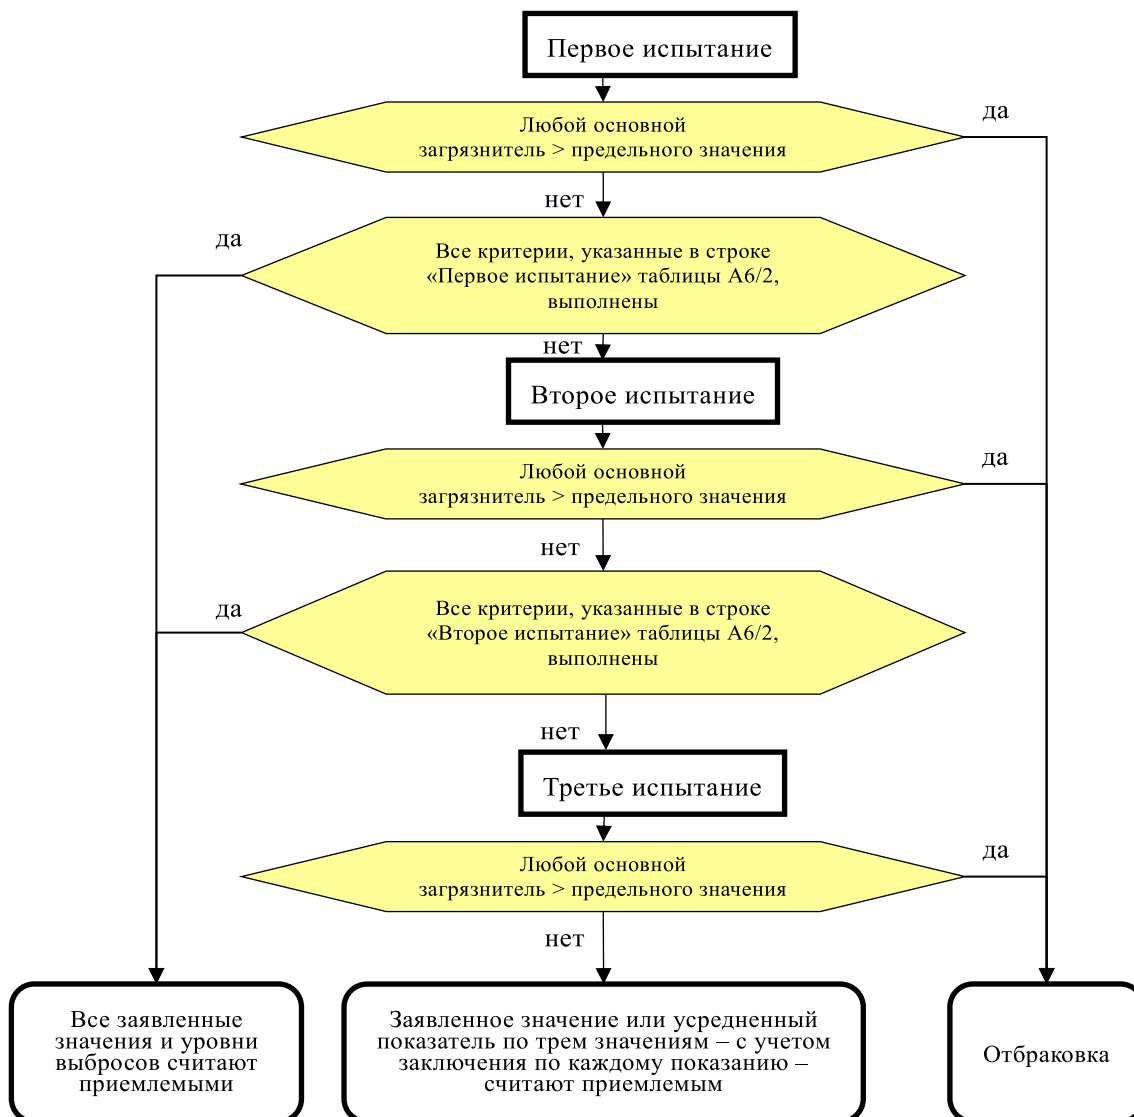 Первое испытание
Любой основной
загрязнитель > предельного значения
да
нет
да
Все критерии, указанные в строке
«Первое испытание» таблицы A6/2,
выполнены
нет
Второе испытание
Любой основной
загрязнитель > предельного значения
да
нет
да
Все критерии, указанные в строке
«Второе испытание» таблицы A6/2,
выполнены
нет
Третье испытание
Любой основной
загрязнитель > предельного значения
да
нет
Все заявленные
значения и уровни
выбросов считают
приемлемыми
Заявленное значение или усредненный
показатель по трем значениям – с учетом
заключения по каждому показанию –
считают приемлемым
Отбраковка